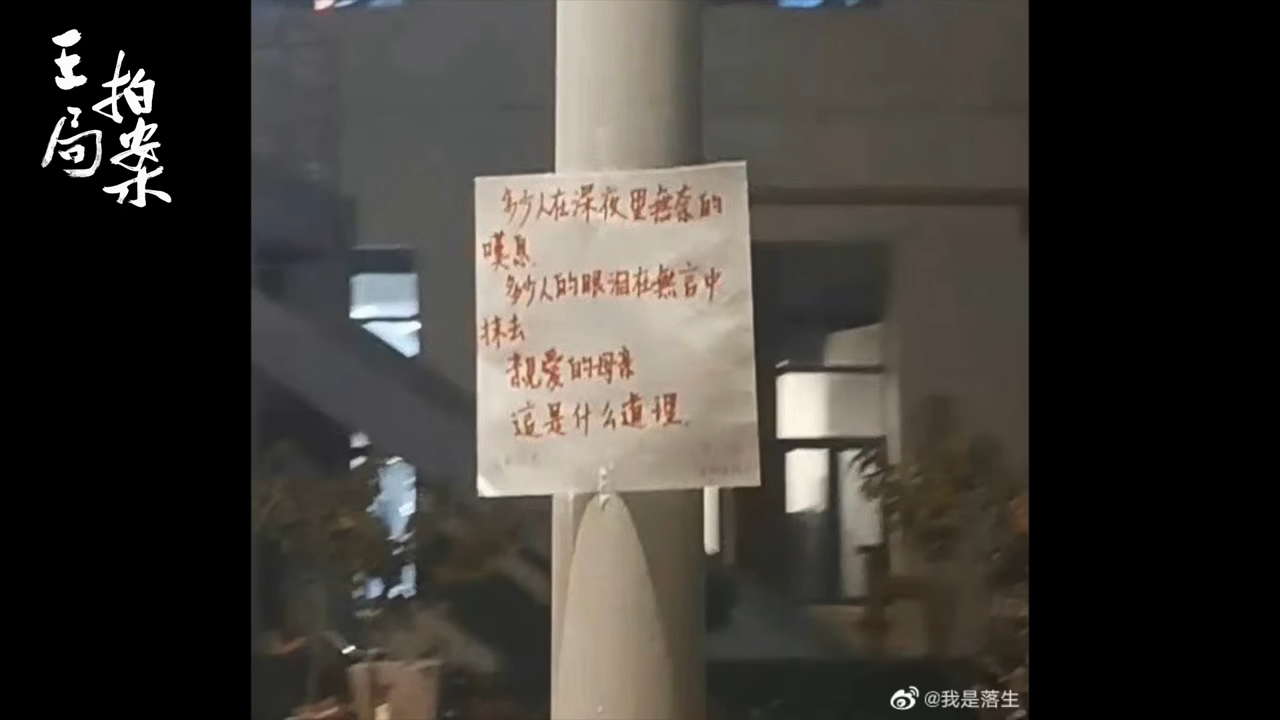 王局拍案
多少人在深夜里無奈的
嘆息
多少人的眼泪在無言中
抹去
親愛的母亲
這是什么道理
@我是落生